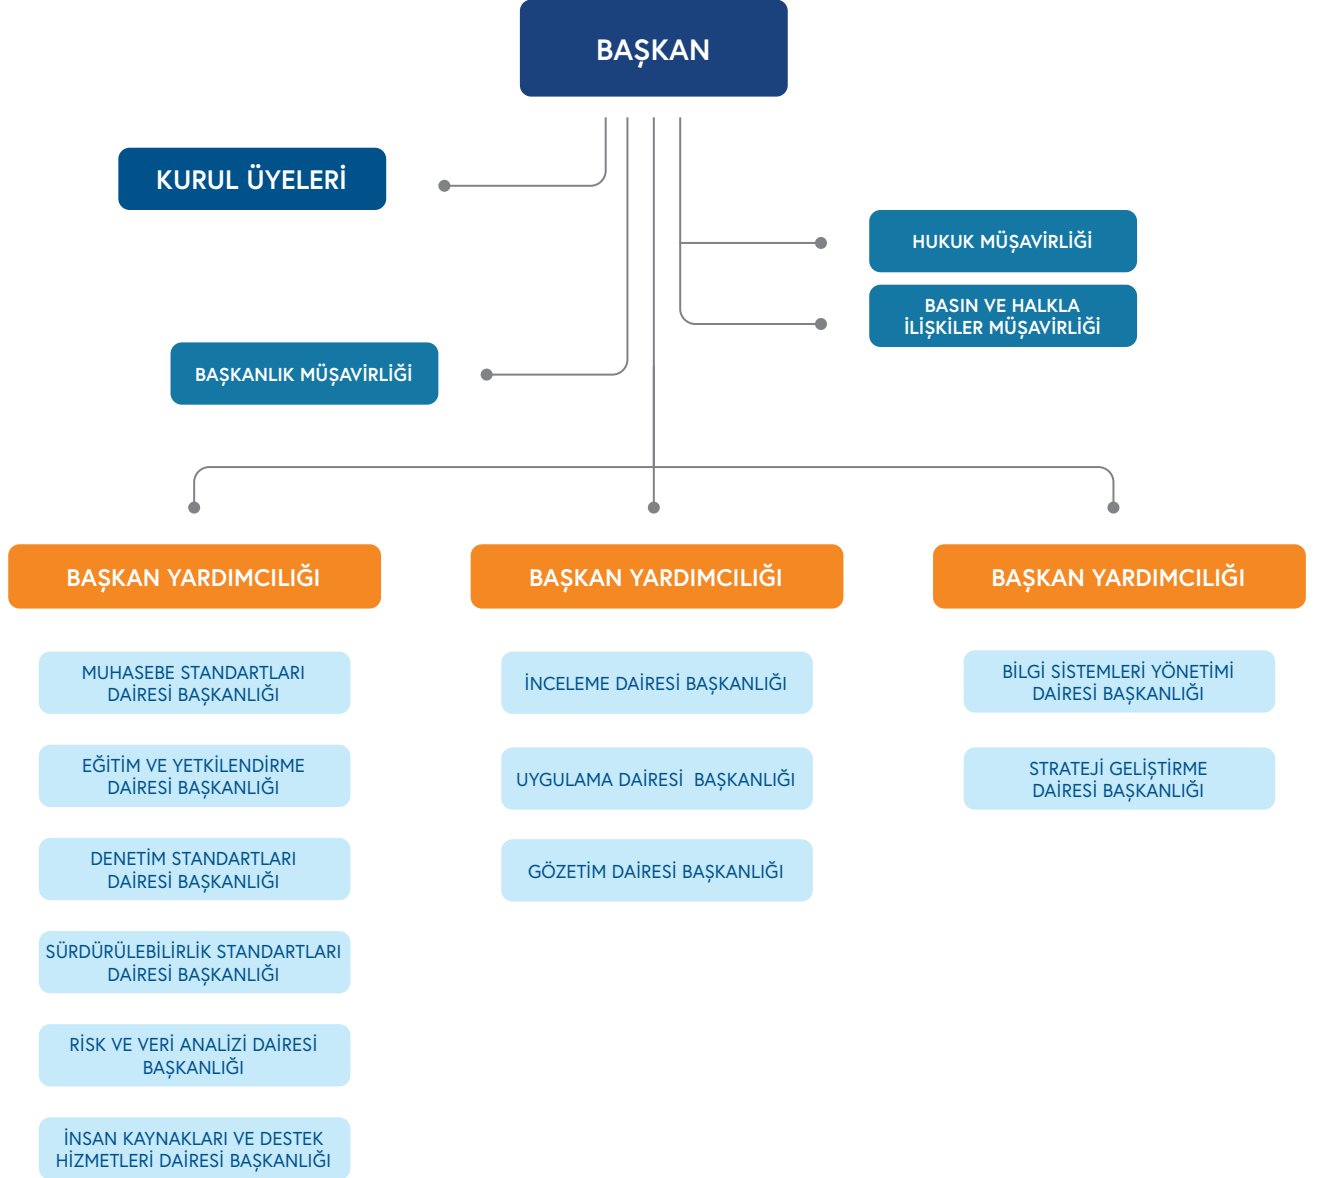 BAŞKAN
KURUL ÜYELERİ
HUKUK MÜŞAVİRLİĞİ
BASIN VE HALKLA
İLİŞKİLER MÜŞAVİRLİĞİ
BAŞKANLIK MÜŞAVİRLİĞİ
BAŞKAN YARDIMCILIĞI
MUHASEBE STANDARTLARI
DAİRESİ BAŞKANLIĞI
EĞİTİM VE YETKİLENDİRME
DAİRESİ BAŞKANLIĞI
DENETİM STANDARTLARI
DAİRESİ BAŞKANLIĞI
SÜRDÜRÜLEBİLİRLİK STANDARTLARI
DAİRESİ BAŞKANLIĞI
RİSK VE VERİ ANALİZİ DAİRESİ
BAŞKANLIĞI
İNSAN KAYNAKLARI VE DESTEK
HİZMETLERİ DAİRESİ BAŞKANLIĞI
BAŞKAN YARDIMCILIĞI
İNCELEME DAİRESİ BAŞKANLIĞI
UYGULAMA DAİRESİ  BAŞKANLIĞI
GÖZETİM DAİRESİ BAŞKANLIĞI
BAŞKAN YARDIMCILIĞI
BİLGİ SİSTEMLERİ YÖNETİMİ
DAİRESİ BAŞKANLIĞI
STRATEJİ GELİŞTİRME
DAİRESİ BAŞKANLIĞI